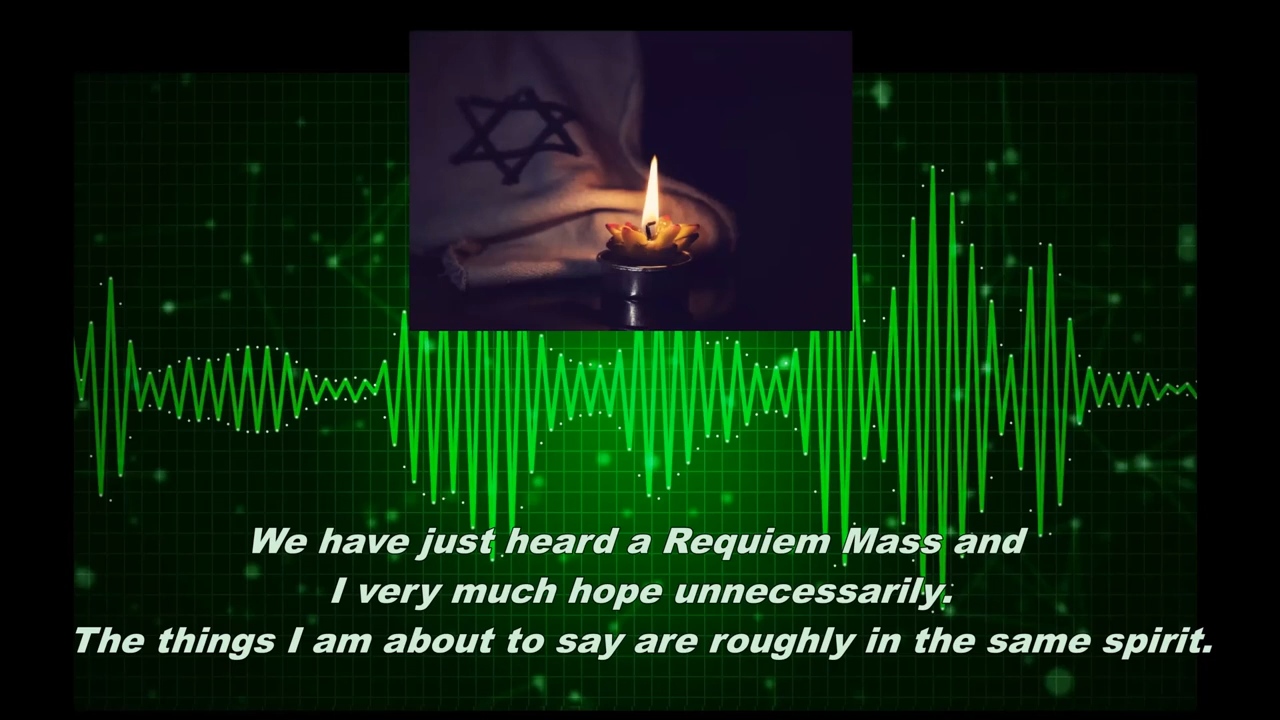 We have just heard a Requiem Mass and
I very much hope unnecessarily.
The things I am about to say are roughly in the same spirit.